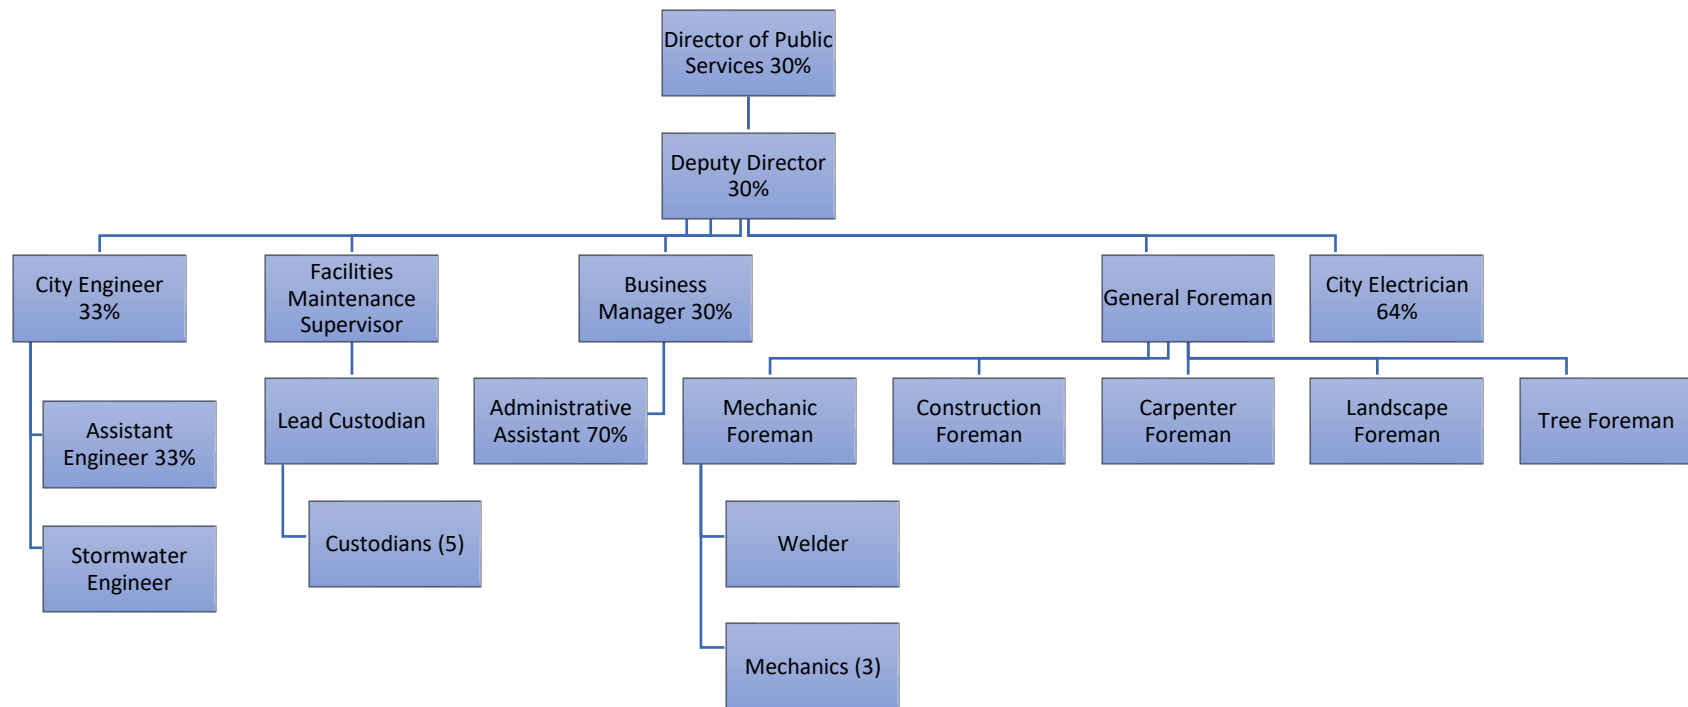 Director of Public
Services 30%
Deputy Director
30%
City Engineer
33%
Facilities
Maintenance
Supervisor
Business
Manager 30%
General Foreman
City Electrician
64%
Assistant
Engineer 33%
Lead Custodian
Administrative
Assistant 70%
Mechanic
Foreman
Construction
Foreman
Carpenter
Foreman
Landscape
Foreman
Tree Foreman
Stormwater
Engineer
Custodians (5)
Welder
Mechanics (3)